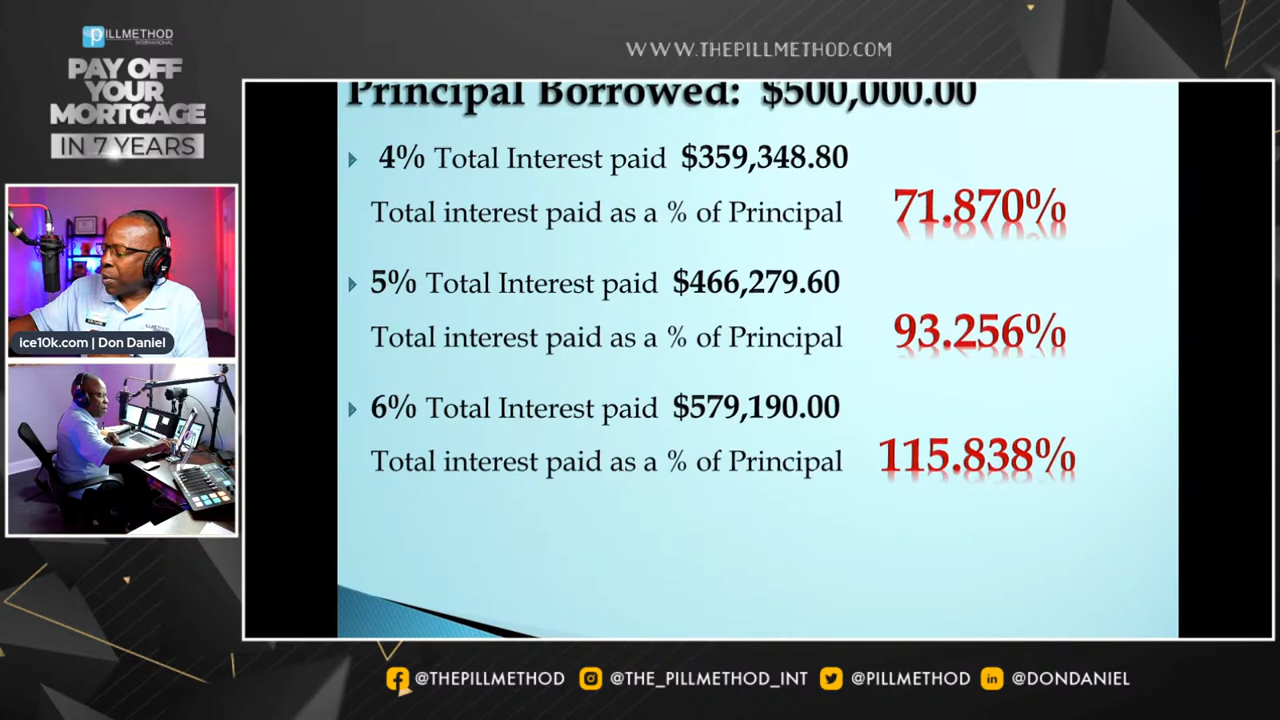 PILLMETHOD
INTERNATIONAL
PAY OFF
YOUR
MORTGAGE
IN 7 YEARS
WWW.THEPILLMETHOD.COM
Principal Borrowed: $500,000.00
4% Total Interest paid $359,348.80
Total interest paid as a % of Principal 71.870%
5% Total Interest paid $466,279.60
Total interest paid as a % of Principal 93.256%
6% Total Interest paid $579,190.00
Total interest paid as a % of Principal 115.838%
Ice10k.com | Don Daniel
@THEPILLMETHOD @THE_PILLMETHOD_INT @PILLMETHOD @DONDANIEL